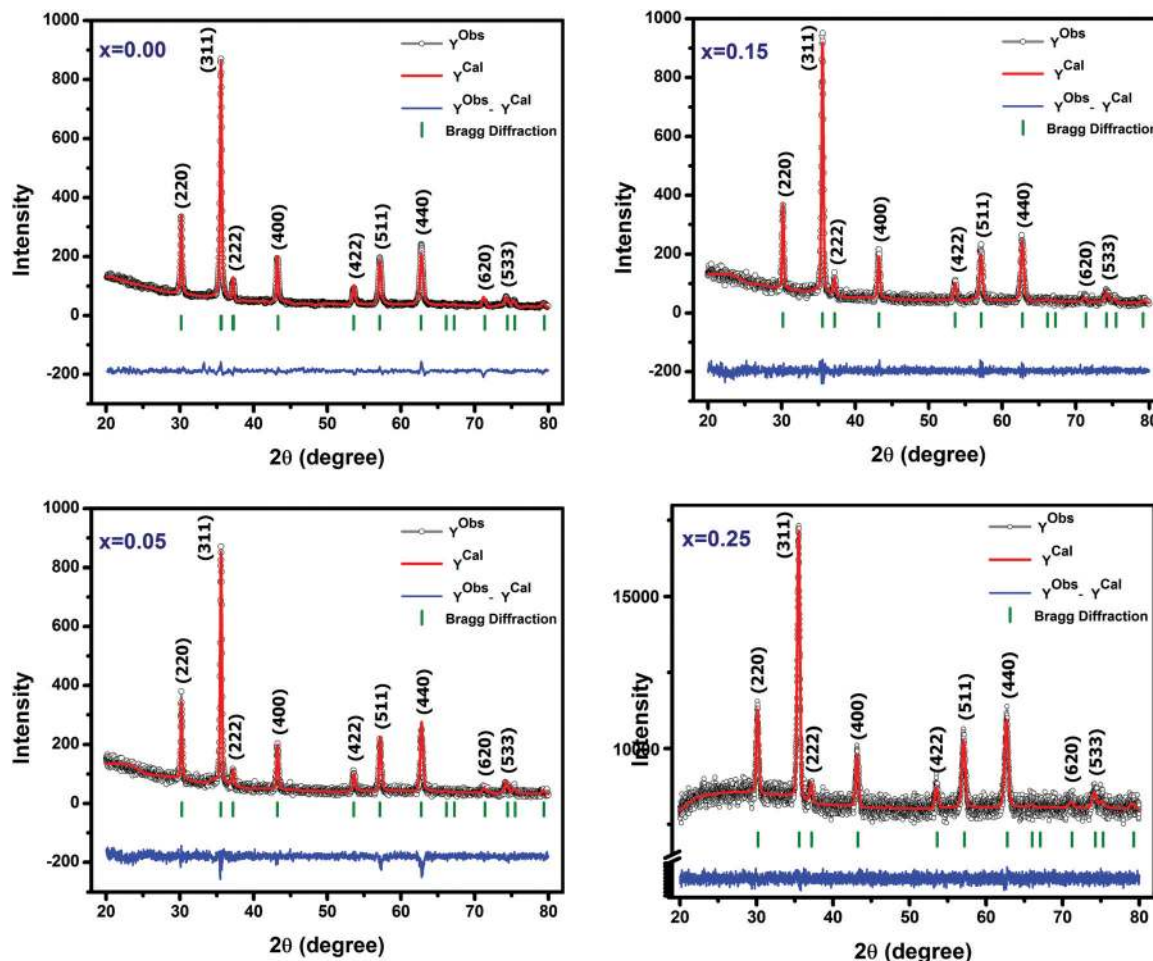 x=0.00
Y^Obs
Y^Cal
Y^Obs - Y^Cal
Bragg Diffraction
(220)
(311)
(222)
(400)
(422)
(511)
(440)
(620)
(533)
1000
800
600
400
200
0
-200
Intensity
20 30 40 50 60 70 80
2θ (degree)
x=0.15
Y^Obs
Y^Cal
Y^Obs - Y^Cal
Bragg Diffraction
(220)
(311)
(222)
(400)
(422)
(511)
(440)
(620)
(533)
1000
800
600
400
200
0
-200
Intensity
20 30 40 50 60 70 80
2θ (degree)
x=0.05
Y^Obs
Y^Cal
Y^Obs - Y^Cal
Bragg Diffraction
(220)
(311)
(222)
(400)
(422)
(511)
(440)
(620)
(533)
1000
800
600
400
200
0
-200
Intensity
20 30 40 50 60 70 80
2θ (degree)
x=0.25
Y^Obs
Y^Cal
Y^Obs - Y^Cal
Bragg Diffraction
(220)
(311)
(222)
(400)
(422)
(511)
(440)
(620)
(533)
15000
10000
Intensity
20 30 40 50 60 70 80
2θ (degree)